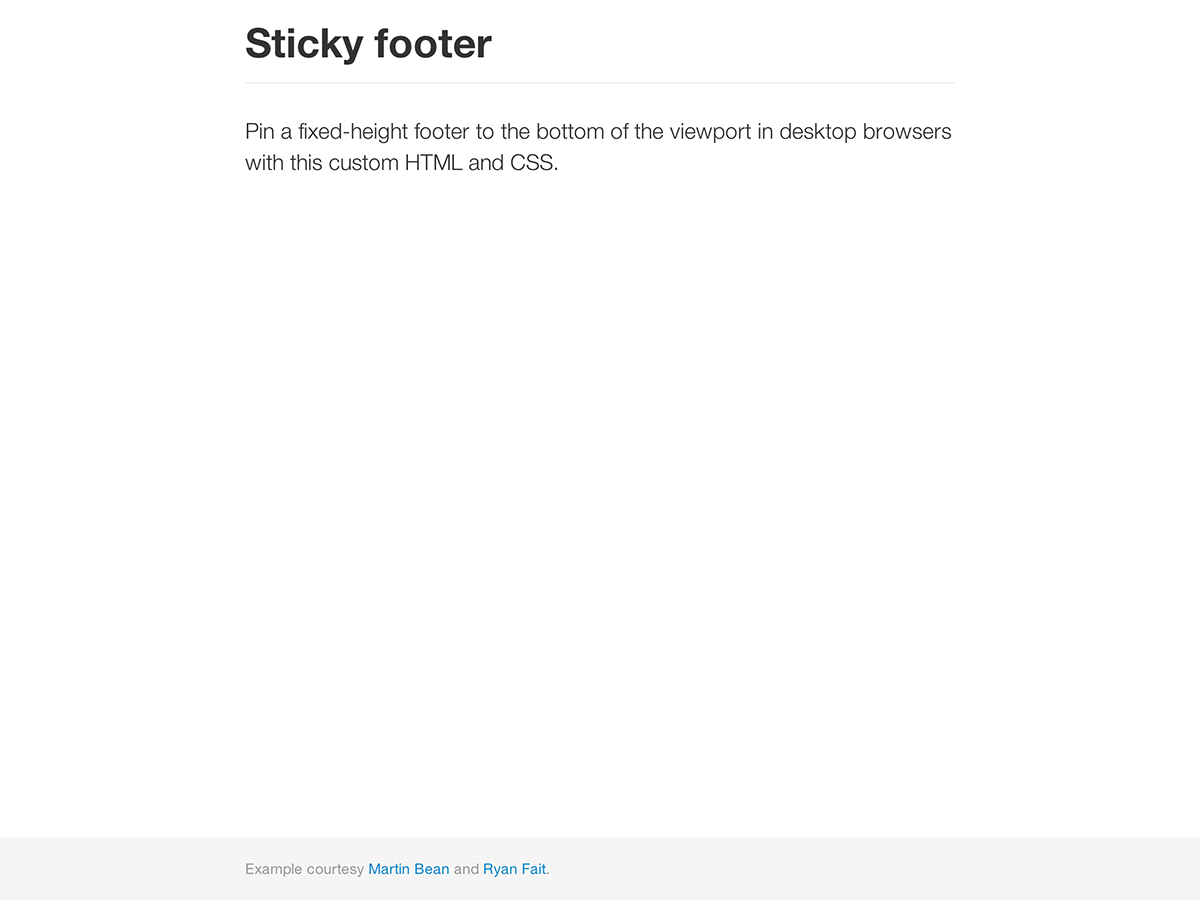 Sticky footer
Pin a fixed-height footer to the bottom of the viewport in desktop browsers
with this custom HTML and CSS.
Example courtesy Martin Bean and Ryan Fait.